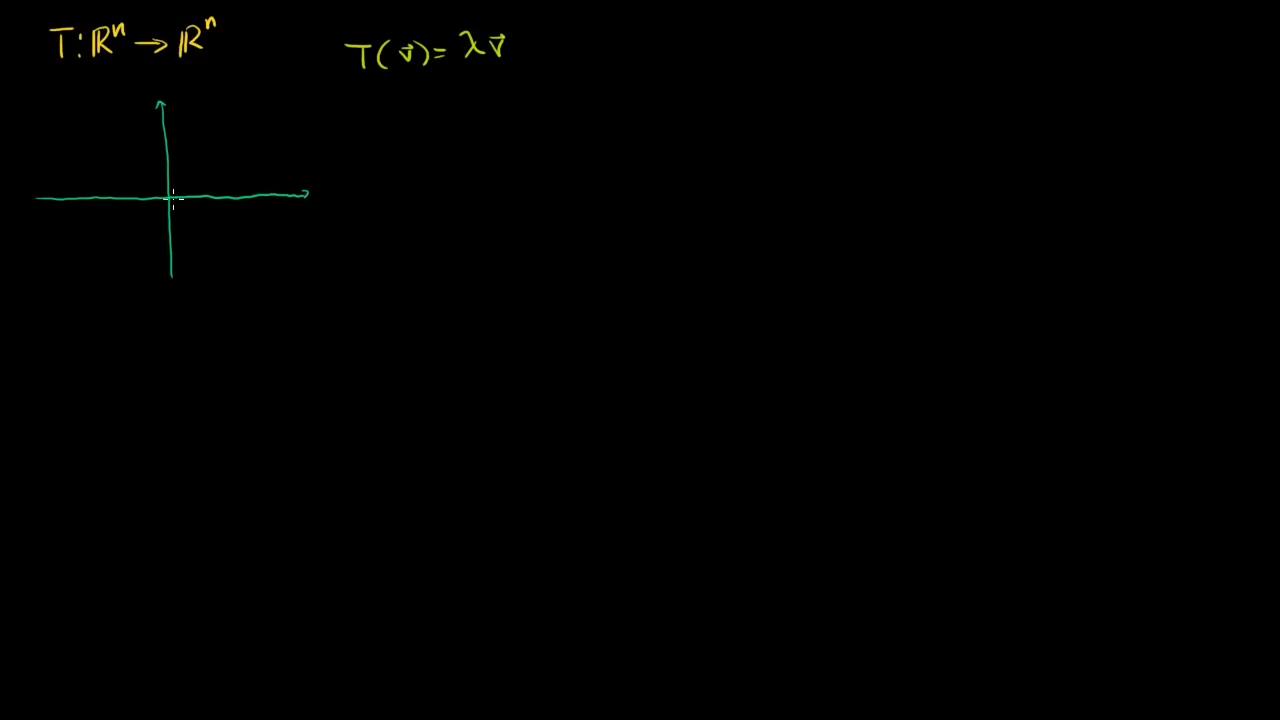 T: ℝⁿ → ℝⁿ
T(v⃗) = λv⃗